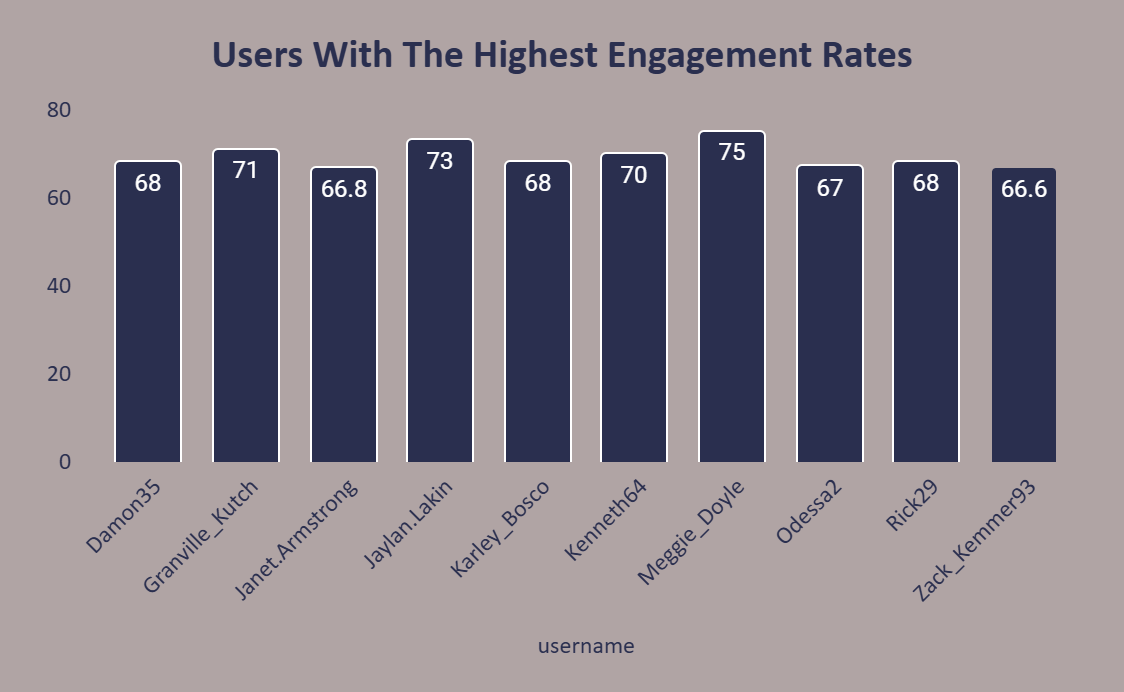 Users With The Highest Engagement Rates
80
60
40
20
0
68
71
66.8
73
68
70
75
67
68
66.6
Damon35
Granville_Kutch
Janet.Armstrong
Jaylan.Lakin
Karley_Bosco
Kenneth64
Meggie_Doyle
Odessa2
Rick29
Zack_Kemmer93
username